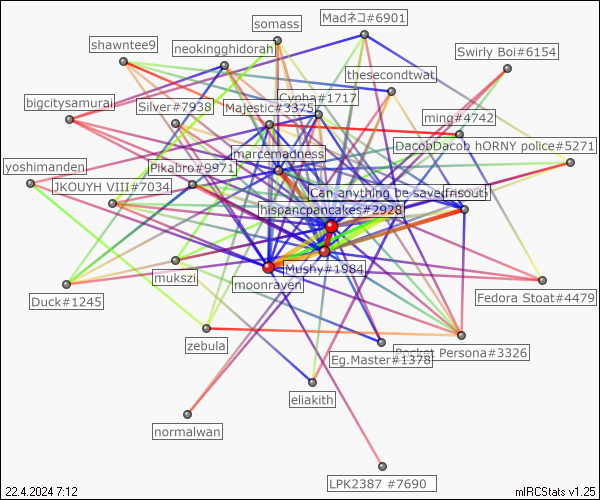 somass
Madネコ#6901
shawntee9
neokingghidorah
Swirly Boi#6154
thesecondtwat
bigcitysamurai
Silver#7938
Cypha#1717
Majestic#3375
ming#4742
DacobDacob hORNY police#5271
marcemadness
yoshimanden
Pikabro#9971
JKOUYH VIII#7034
Can anything be saved
hispancpancakes#2928
Mushy#1984
mukszi
moonraven
Duck#1245
Fedora Stoat#4479
zebula
Pocket Persona#3326
Eg.Master#1378
eliakith
normalwan
LPK2387 #7690
22.4.2024 7:12
mIRCStats v1.25